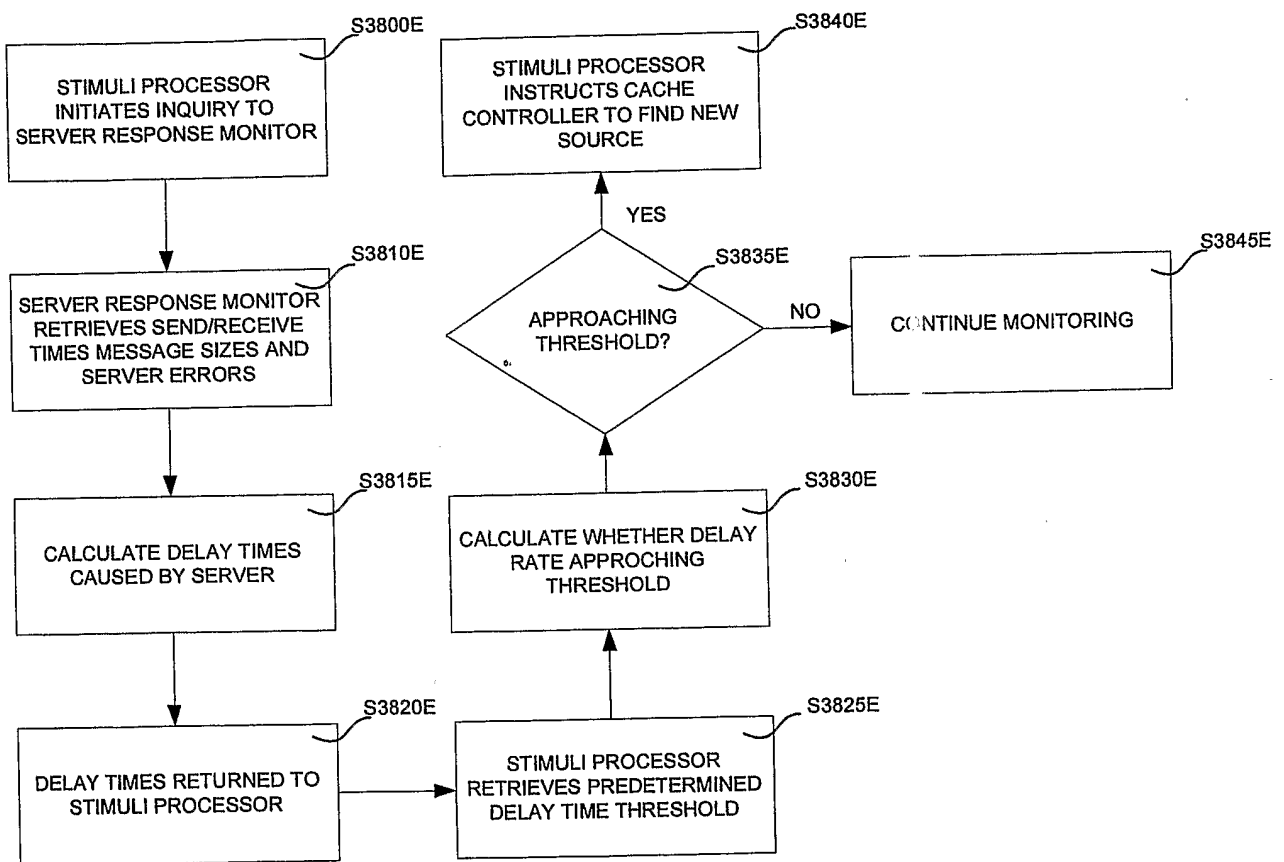 S3800E
STIMULI PROCESSOR
INITIATES INQUIRY TO
SERVER RESPONSE MONITOR
S3810E
SERVER RESPONSE MONITOR
RETRIEVES SEND/RECEIVE
TIMES MESSAGE SIZES AND
SERVER ERRORS
S3815E
CALCULATE DELAY TIMES
CAUSED BY SERVER
S3820E
DELAY TIMES RETURNED TO
STIMULI PROCESSOR
S3825E
STIMULI PROCESSOR
RETRIEVES PREDETERMINED
DELAY TIME THRESHOLD
S3830E
CALCULATE WHETHER DELAY
RATE APPROCHING
THRESHOLD
S3835E
APPROACHING
THRESHOLD?
YES
S3840E
STIMULI PROCESSOR
INSTRUCTS CACHE
CONTROLLER TO FIND NEW
SOURCE
NO
S3845E
CONTINUE MONITORING